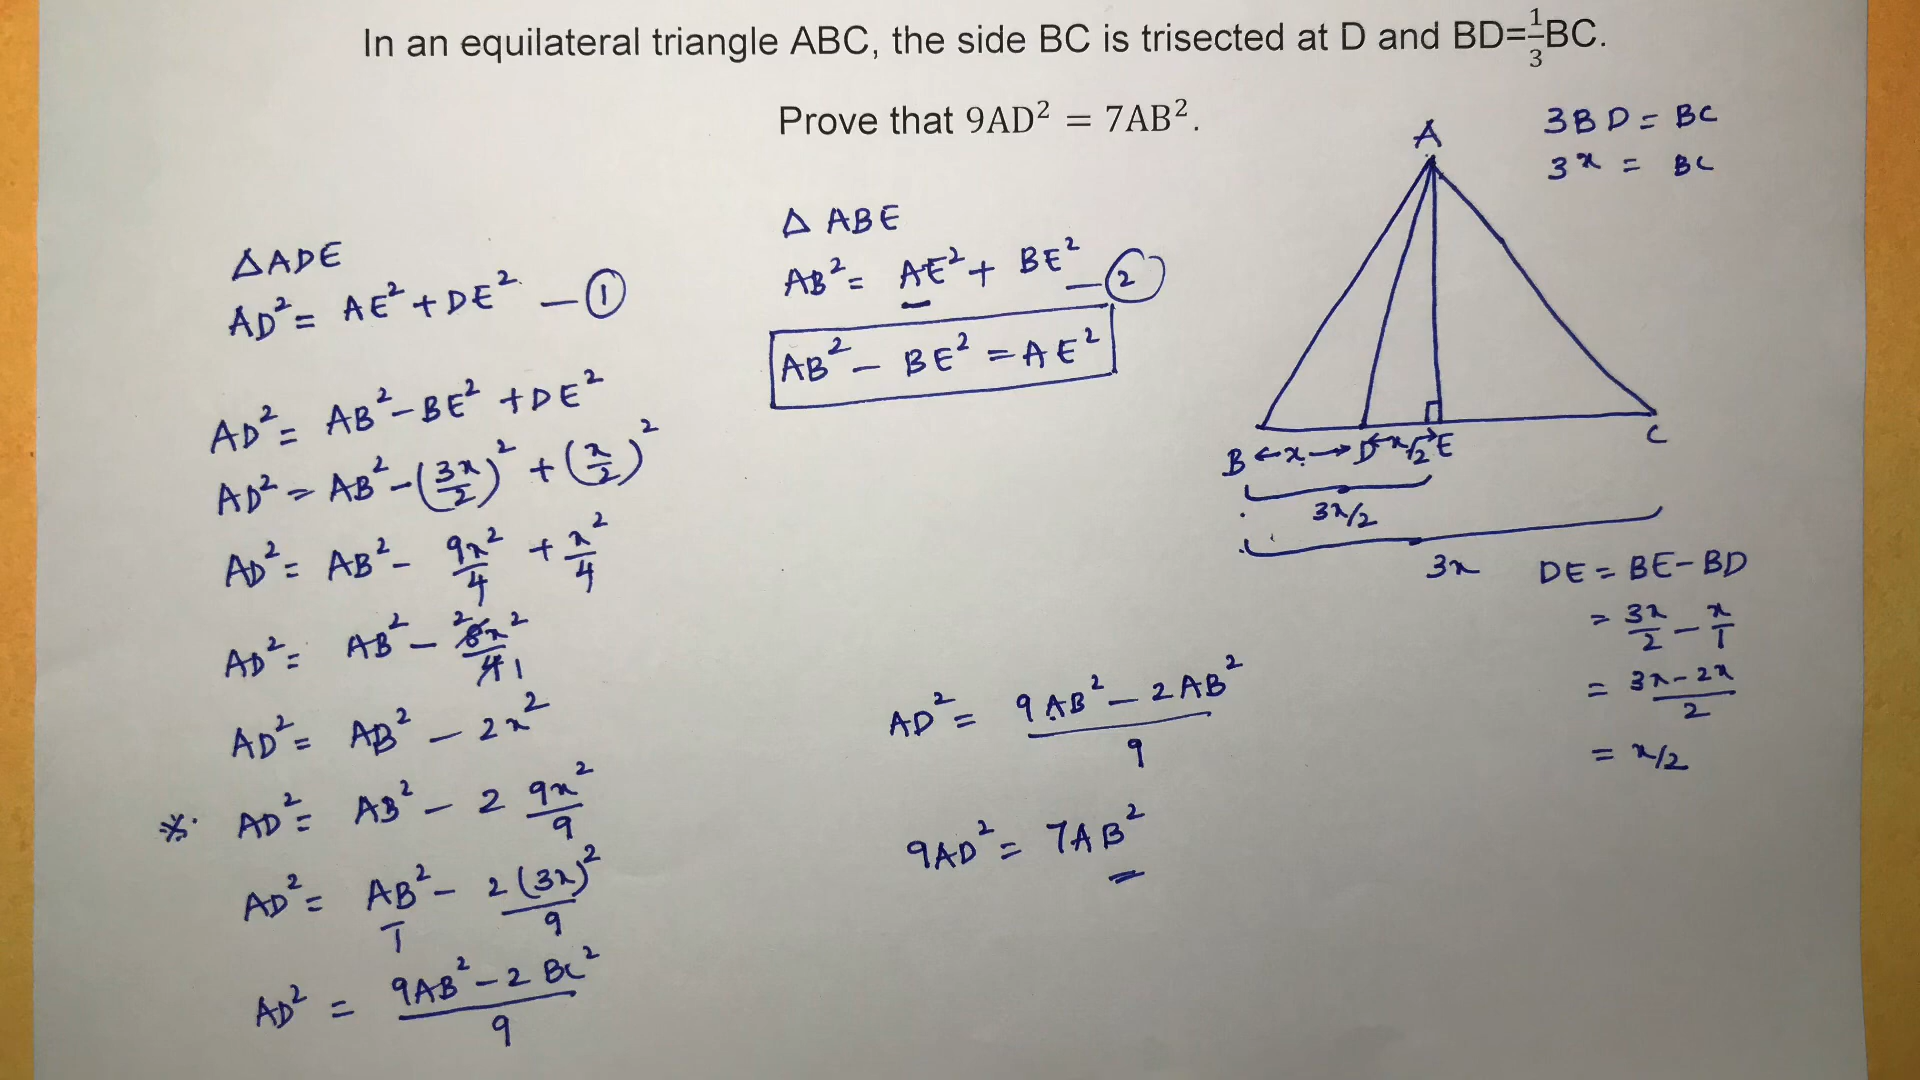 In an equilateral triangle ABC, the side BC is trisected at D and BD=1/3BC.
Prove that 9AD² = 7AB².
3BD = BC
3x = BC
△ADE
AD² = AE² + DE² — ①
AD² = AB² - BE² + DE²
AD² = AB² - (3x/2)² + (x/2)²
AD² = AB² - 9x²/4 + x²/4
AD² = AB² - 2 8x²/4 1
AD² = AB² - 2x²
* AD² = AB² - 2 9x²/9
AD² = AB²/1 - 2(3x)²/9
AD² = 9AB² - 2BC²/9
△ ABE
AB² = AE² + BE² — ②
AB² - BE² = AE²
AD² = 9AB² - 2AB²/9
9AD² = 7AB²
A
B ←x→ D ←x/2→ E
C
3x/2
3x
DE = BE - BD
= 3x/2 - x/1
= 3x - 2x/2
= x/2